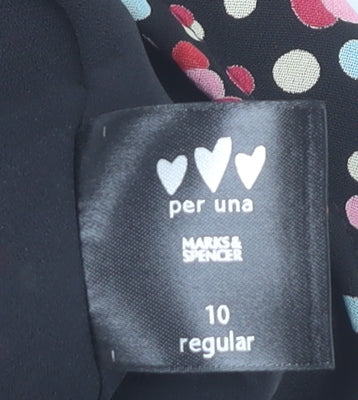 per una
MARKS &
SPENCER
10
regular